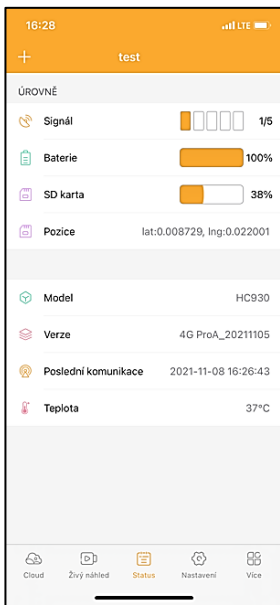 16:28 LTE
+ test
ÚROVNĚ
Signál 1/5
Baterie 100%
SD karta 38%
Pozice lat:0.008729, lng:0.022001
Model HC930
Verze 4G ProA_20211105
Poslední komunikace 2021-11-08 16:26:43
Teplota 37°C
Cloud Živý náhled Status Nastavení Více